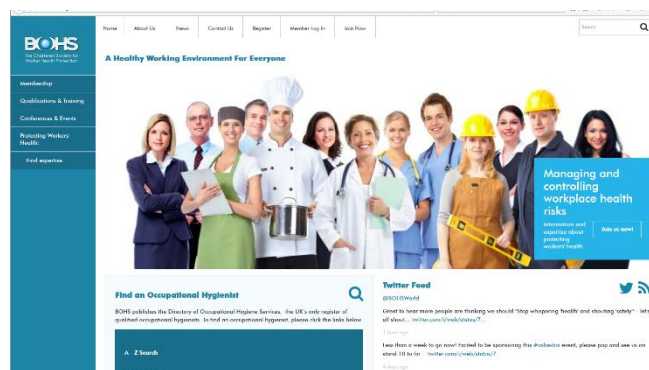 Home About Us News Contact Us Register Member Log In Join Now
Search
BOHS
The Chartered Society for
Worker Health Protection
A Healthy Working Environment For Everyone
Membership
Qualifications & Training
Conferences & Events
Protecting Workers'
Health:
Find expertise
Managing and
controlling
workplace health
risks
Information and
expertise about
protecting
workers' health.
Join us now!
Find an Occupational Hygienist
BOHS publishes the Directory of Occupational Hygiene Services, the UK's only register of
qualified occupational hygienists. To find an occupational hygienist, please click the links below
A - Z Search
Twitter Feed
@BOHSWorld
Great to hear more people are thinking we should "Stop whispering 'health' and shouting 'safety'" - let's
all shout... twitter.com/i/web/status/7...
hour ago
Less than a week to go now! Excited to be sponsoring this #asbestos event, please pop and see us on
stand 10 to fin... twitter.com/i/web/status/7
days ago